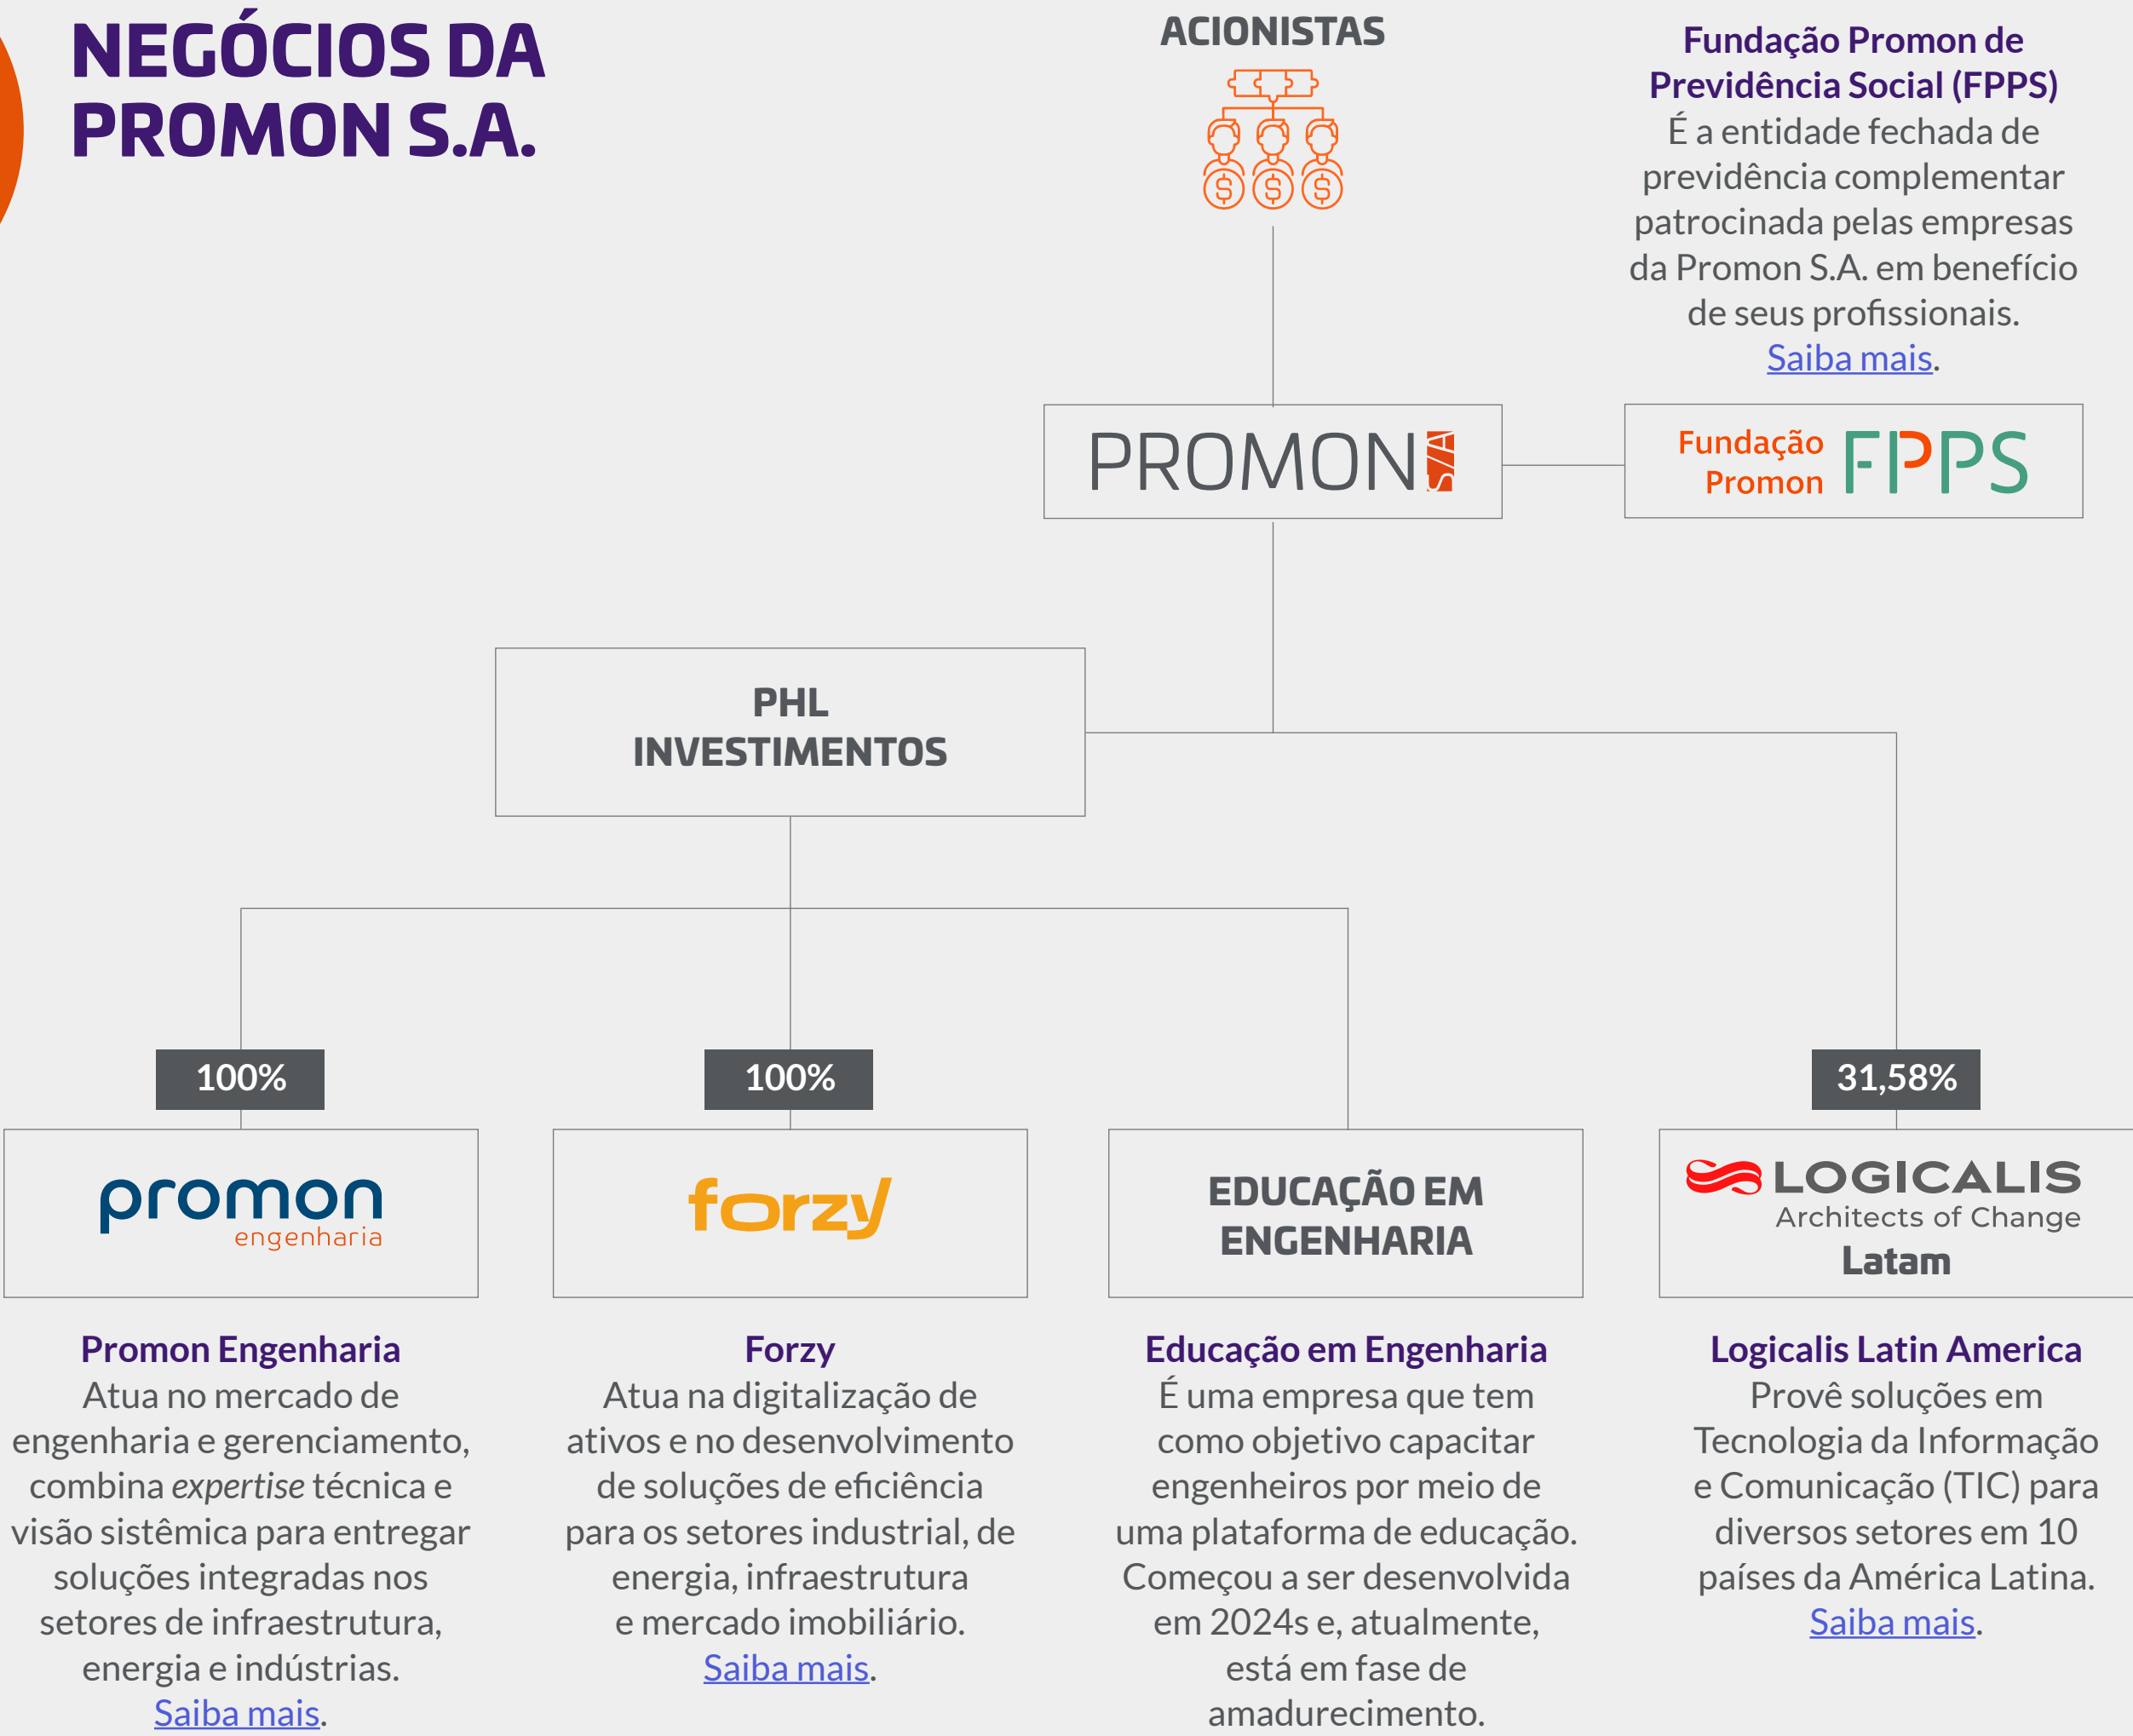 NEGÓCIOS DA
PROMON S.A.
ACIONISTAS
Fundação Promon de
Previdência Social (FPPS)
É a entidade fechada de
previdência complementar
patrocinada pelas empresas
da Promon S.A. em benefício
de seus profissionais.
Saiba mais.
PROMON S.A.
Fundação
Promon
FPPS
PHL
INVESTIMENTOS
100%
100%
31,58%
promon
engenharia
forzy
EDUCAÇÃO EM
ENGENHARIA
LOGICALIS
Architects of Change
Latam
Promon Engenharia
Atua no mercado de
engenharia e gerenciamento,
combina expertise técnica e
visão sistêmica para entregar
soluções integradas nos
setores de infraestrutura,
energia e indústrias.
Saiba mais.
Forzy
Atua na digitalização de
ativos e no desenvolvimento
de soluções de eficiência
para os setores industrial, de
energia, infraestrutura
e mercado imobiliário.
Saiba mais.
Educação em Engenharia
É uma empresa que tem
como objetivo capacitar
engenheiros por meio de
uma plataforma de educação.
Começou a ser desenvolvida
em 2024s e, atualmente,
está em fase de
amadurecimento.
Logicalis Latin America
Provê soluções em
Tecnologia da Informação
e Comunicação (TIC) para
diversos setores em 10
países da América Latina.
Saiba mais.